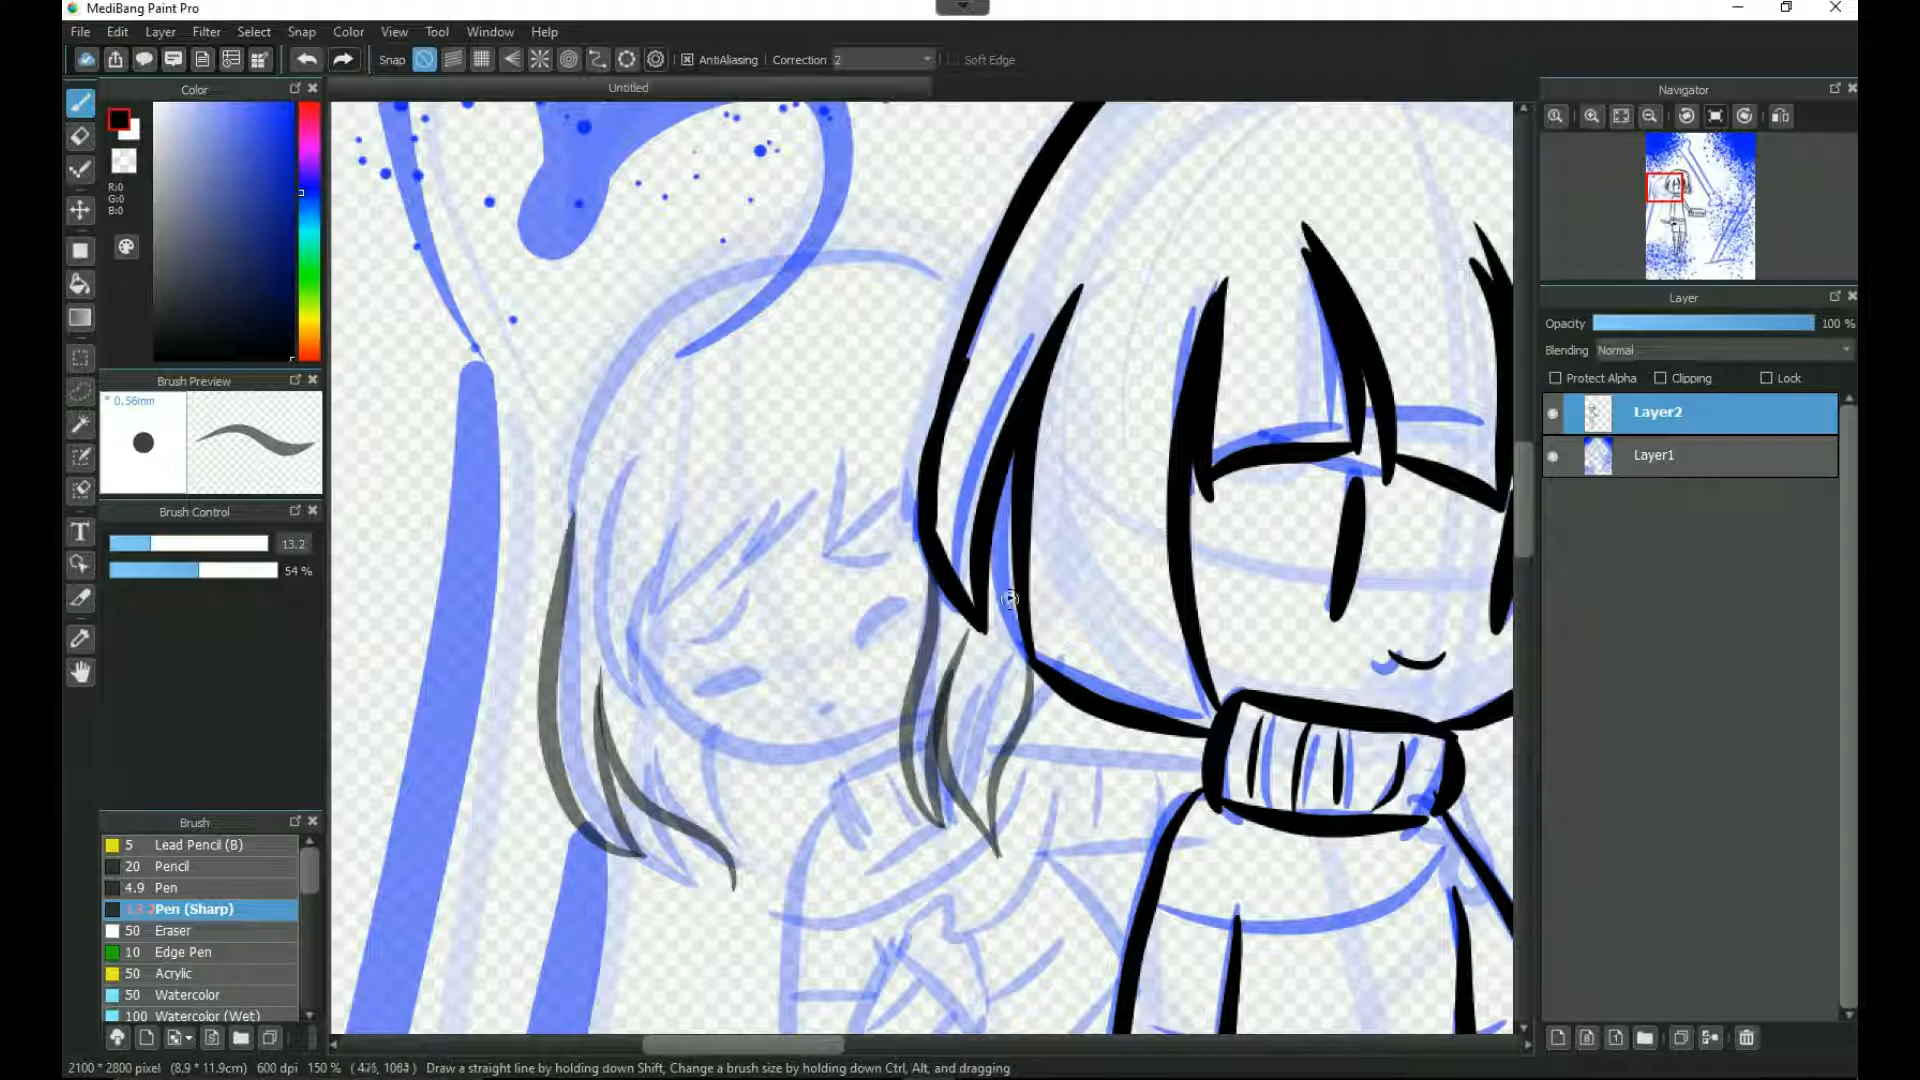 MediBang Paint Pro
File Edit Layer Filter Select Snap Color View Tool Window Help
Snap AntiAliasing Correction 2 Soft Edge
Color
Untitled
Navigator
R:0
G:0
B:0
Layer
Opacity 100 %
Blending Normal
Protect Alpha Clipping Lock
Brush Preview
* 0.56mm
Layer2
Layer1
Brush Control
13.2
54 %
Brush
5 Lead Pencil (B)
20 Pencil
4.9 Pen
Pen (Sharp)
50 Eraser
10 Edge Pen
50 Acrylic
50 Watercolor
100 Watercolor (Wet)
2100 * 2800 pixel (8.9 * 11.9cm) 600 dpi 150 % Draw a straight line by holding down Shift, Change a brush size by holding down Ctrl, Alt, and dragging